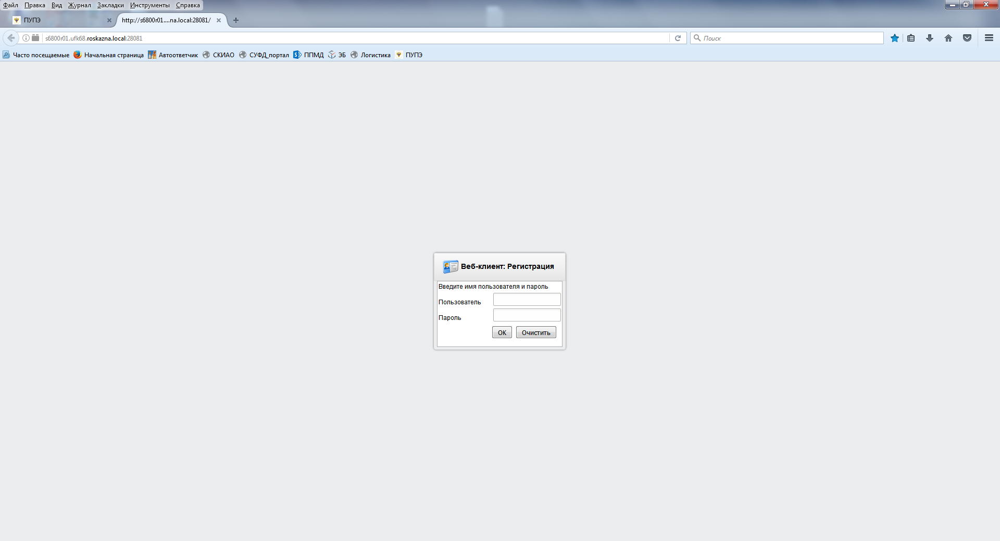 Файл Правка Вид Журнал Закладки Инструменты Справка
ПУПЭ http://s6800r01....na.local:28081/
s6800r01.ufk68.roskazna.local:28081 Поиск
Часто посещаемые Начальная страница Автоответчик СКИАО СУФД_портал ППМД ЭБ Логистика ПУПЭ
Веб-клиент: Регистрация
Введите имя пользователя и пароль
Пользователь
Пароль
ОК Очистить